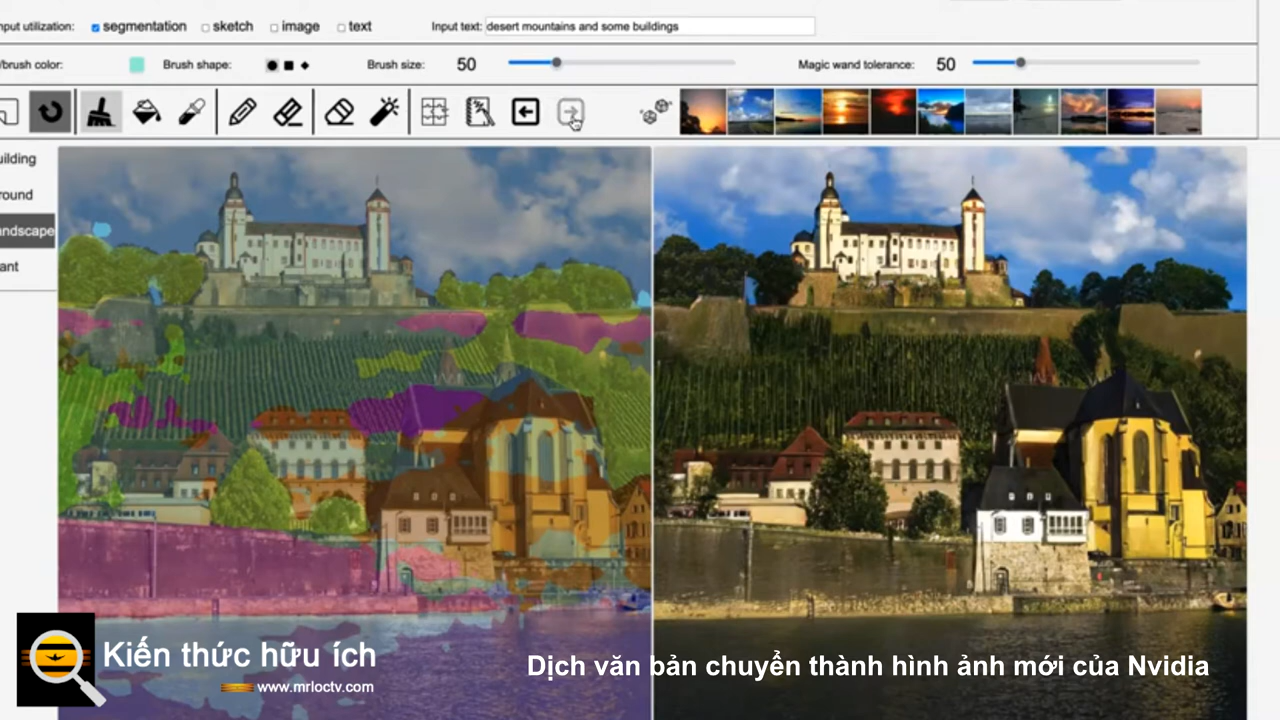 nput utilization: segmentation sketch image text Input text: desert mountains and some buildings
/brush color: Brush shape: Brush size: 50 Magic wand tolerance: 50
uilding
round
andscape
ant
Kiến thức hữu ích
www.mrloctv.com
Dịch văn bản chuyển thành hình ảnh mới của Nvidia